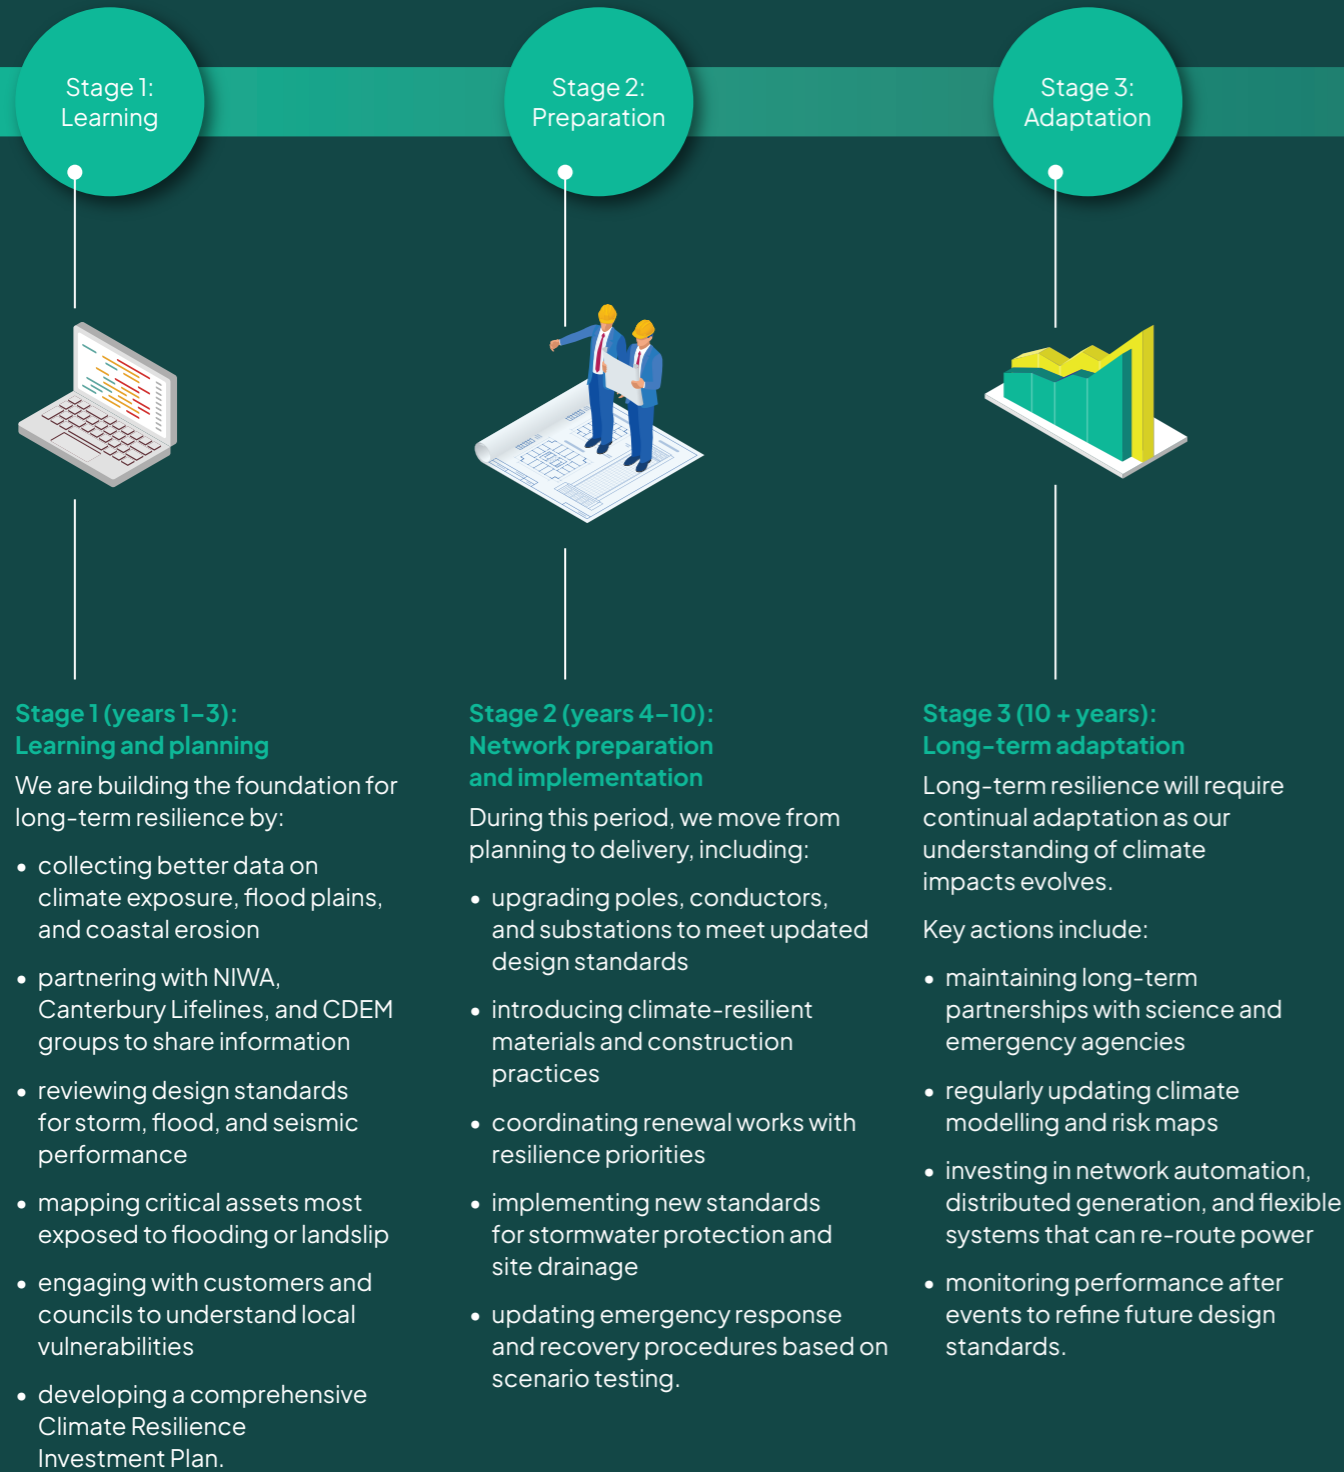 Stage 1:
Learning
Stage 2:
Preparation
Stage 3:
Adaptation
Stage 1 (years 1–3):
Learning and planning
We are building the foundation for
long-term resilience by:
• collecting better data on
climate exposure, flood plains,
and coastal erosion
• partnering with NIWA,
Canterbury Lifelines, and CDEM
groups to share information
• reviewing design standards
for storm, flood, and seismic
performance
• mapping critical assets most
exposed to flooding or landslip
• engaging with customers and
councils to understand local
vulnerabilities
• developing a comprehensive
Climate Resilience
Investment Plan.
Stage 2 (years 4–10):
Network preparation
and implementation
During this period, we move from
planning to delivery, including:
• upgrading poles, conductors,
and substations to meet updated
design standards
• introducing climate-resilient
materials and construction
practices
• coordinating renewal works with
resilience priorities
• implementing new standards
for stormwater protection and
site drainage
• updating emergency response
and recovery procedures based on
scenario testing.
Stage 3 (10 + years):
Long-term adaptation
Long-term resilience will require
continual adaptation as our
understanding of climate
impacts evolves.
Key actions include:
• maintaining long-term
partnerships with science and
emergency agencies
• regularly updating climate
modelling and risk maps
• investing in network automation,
distributed generation, and flexible
systems that can re-route power
• monitoring performance after
events to refine future design
standards.